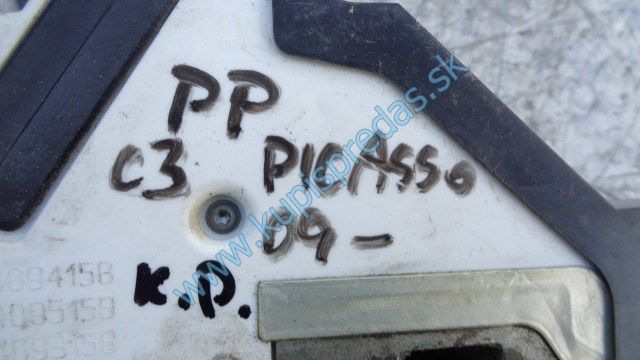 PP
C3 PICASSO
09-
K.P.
www.kupispredas.sk